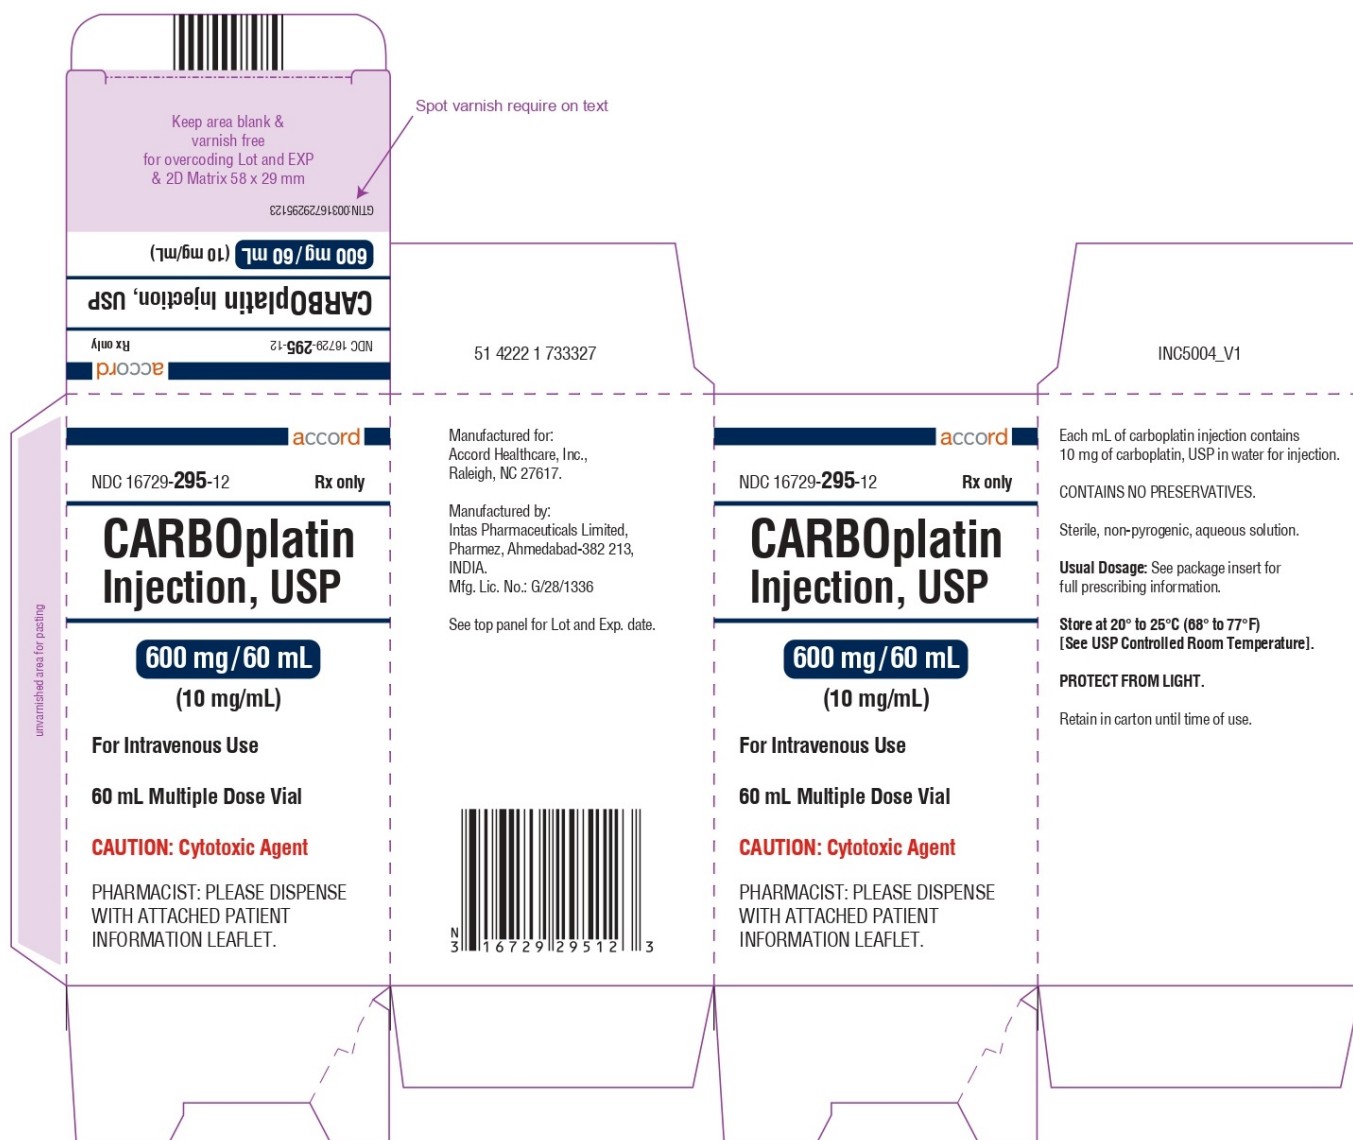 Keep area blank &
varnish free
for overcoding Lot and EXP
& 2D Matrix 58 x 29 mm
Spot varnish require on text
GTIN:00316729295123
600 mg/60 mL (10 mg/mL)
CARBOplatin Injection, USP
NDC 16729-295-12 Rx only
accord
51 4222 1 733327
INC5004_V1
unvarnished area for pasting
accord
NDC 16729-295-12 Rx only
CARBOplatin
Injection, USP
600 mg/60 mL
(10 mg/mL)
For Intravenous Use
60 mL Multiple Dose Vial
CAUTION: Cytotoxic Agent
PHARMACIST: PLEASE DISPENSE
WITH ATTACHED PATIENT
INFORMATION LEAFLET.
Manufactured for:
Accord Healthcare, Inc.,
Raleigh, NC 27617.
Manufactured by:
Intas Pharmaceuticals Limited,
Pharmez, Ahmedabad-382 213,
INDIA.
Mfg. Lic. No.: G/28/1336
See top panel for Lot and Exp. date.
N
3 16729 29512 3
accord
NDC 16729-295-12 Rx only
CARBOplatin
Injection, USP
600 mg/60 mL
(10 mg/mL)
For Intravenous Use
60 mL Multiple Dose Vial
CAUTION: Cytotoxic Agent
PHARMACIST: PLEASE DISPENSE
WITH ATTACHED PATIENT
INFORMATION LEAFLET.
Each mL of carboplatin injection contains
10 mg of carboplatin, USP in water for injection.
CONTAINS NO PRESERVATIVES.
Sterile, non-pyrogenic, aqueous solution.
Usual Dosage: See package insert for
full prescribing information.
Store at 20° to 25°C (68° to 77°F)
[See USP Controlled Room Temperature].
PROTECT FROM LIGHT.
Retain in carton until time of use.